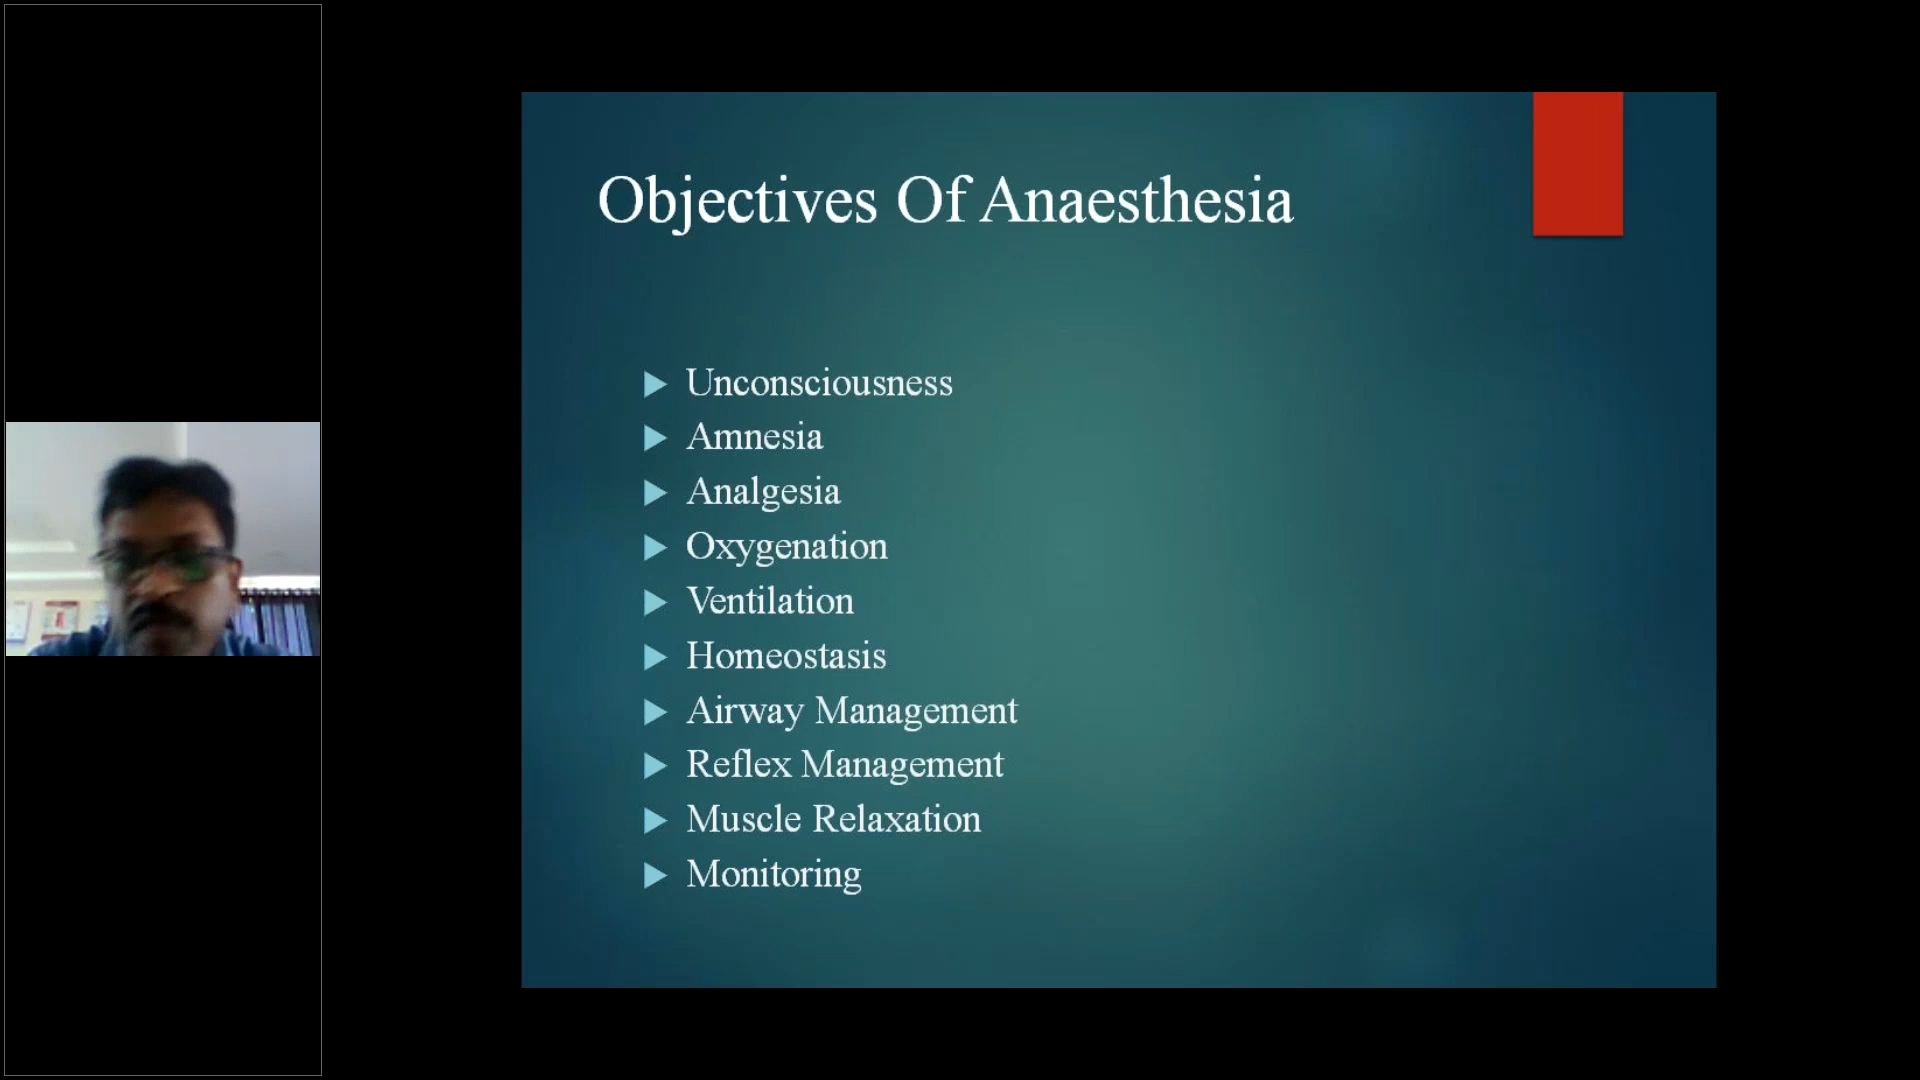 Objectives Of Anaesthesia
Unconsciousness
Amnesia
Analgesia
Oxygenation
Ventilation
Homeostasis
Airway Management
Reflex Management
Muscle Relaxation
Monitoring